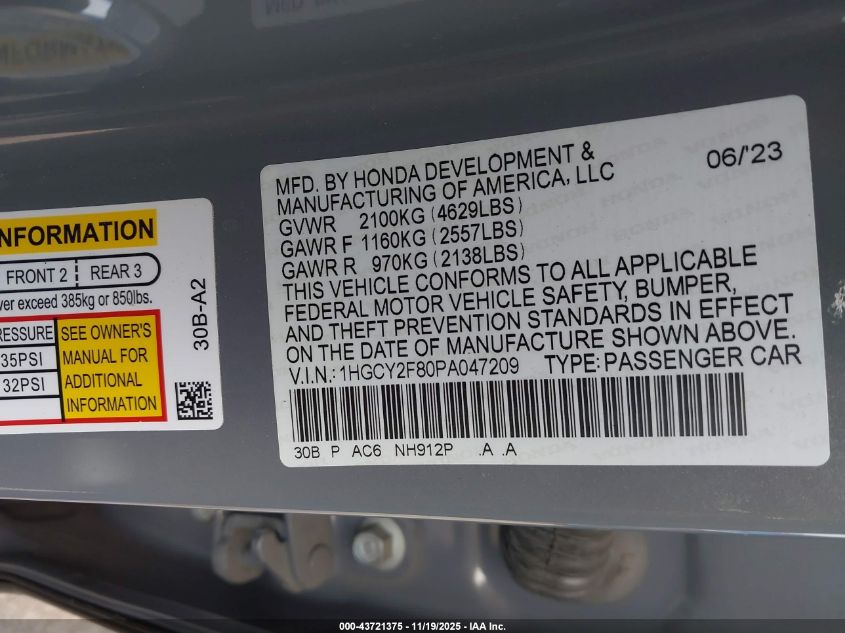 NFORMATION
FRONT 2 REAR 3
ver exceed 385kg or 850lbs.
RESSURE
35PSI
32PSI
SEE OWNER'S
MANUAL FOR
ADDITIONAL
INFORMATION
30B-A2
MFD. BY HONDA DEVELOPMENT &
MANUFACTURING OF AMERICA, LLC
06/'23
GVWR 2100KG (4629LBS)
GAWR F 1160KG (2557LBS)
GAWR R 970KG (2138LBS)
THIS VEHICLE CONFORMS TO ALL APPLICABLE
FEDERAL MOTOR VEHICLE SAFETY, BUMPER,
AND THEFT PREVENTION STANDARDS IN EFFECT
ON THE DATE OF MANUFACTURE SHOWN ABOVE.
V.I.N.: 1HGCY2F80PA047209 TYPE: PASSENGER CAR
30B P AC6 NH912P .A .A
000-43721375 - 11/19/2025 - IAA Inc.